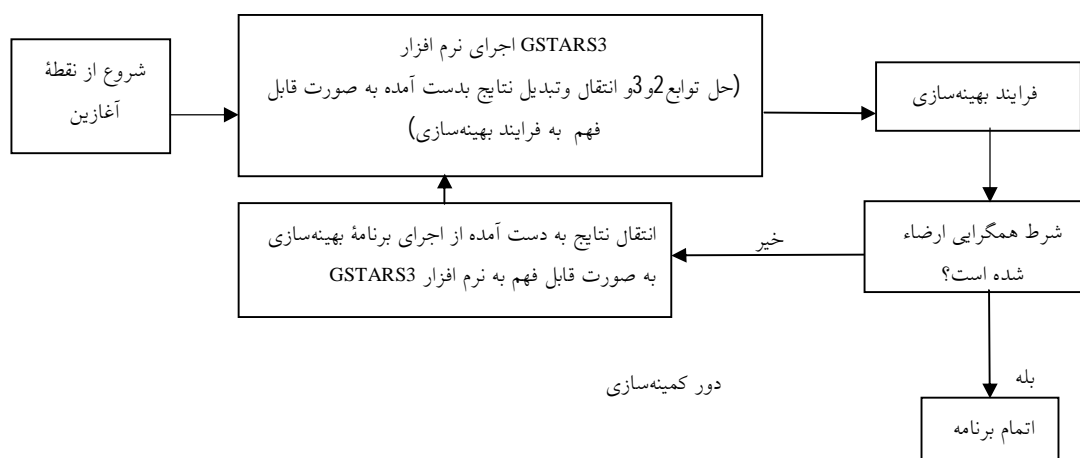 شروع از نقطهٔ
آغازین
اجرای نرم افزار GSTARS3
(حل توابع2و3و انتقال وتبدیل نتایج بدست آمده به صورت قابل
فهم به فرایند بهینه‌سازی)
فرایند بهینه‌سازی
شرط همگرایی ارضاء
شده است؟
خیر
انتقال نتایج به دست آمده از اجرای برنامهٔ بهینه‌سازی
به صورت قابل فهم به نرم افزار GSTARS3
بله
اتمام برنامه
دور کمینه‌سازی